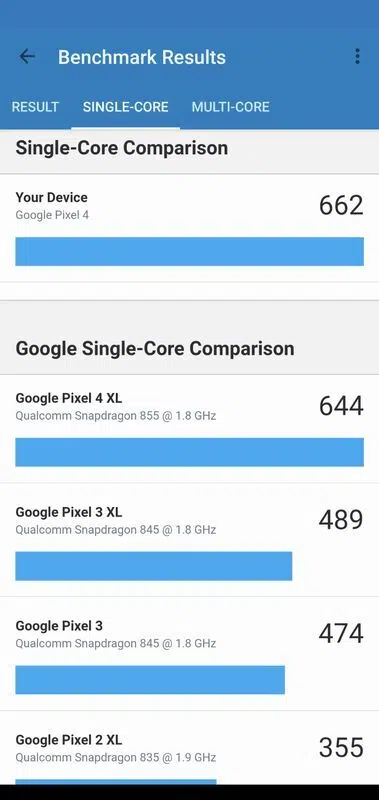 Benchmark Results
RESULT SINGLE-CORE MULTI-CORE
Single-Core Comparison
Your Device
Google Pixel 4
662
Google Single-Core Comparison
Google Pixel 4 XL
Qualcomm Snapdragon 855 @ 1.8 GHz
644
Google Pixel 3 XL
Qualcomm Snapdragon 845 @ 1.8 GHz
489
Google Pixel 3
Qualcomm Snapdragon 845 @ 1.8 GHz
474
Google Pixel 2 XL
Qualcomm Snapdragon 835 @ 1.9 GHz
355